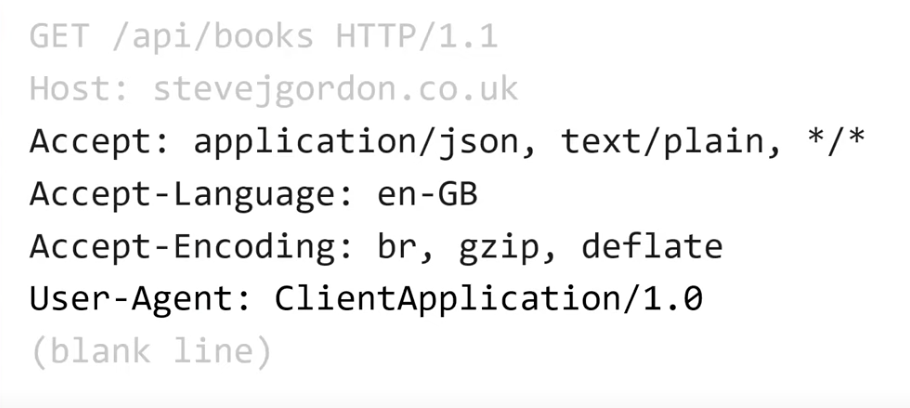 GET /api/books HTTP/1.1
Host: stevejgordon.co.uk
Accept: application/json, text/plain, */*
Accept-Language: en-GB
Accept-Encoding: br, gzip, deflate
User-Agent: ClientApplication/1.0
(blank line)